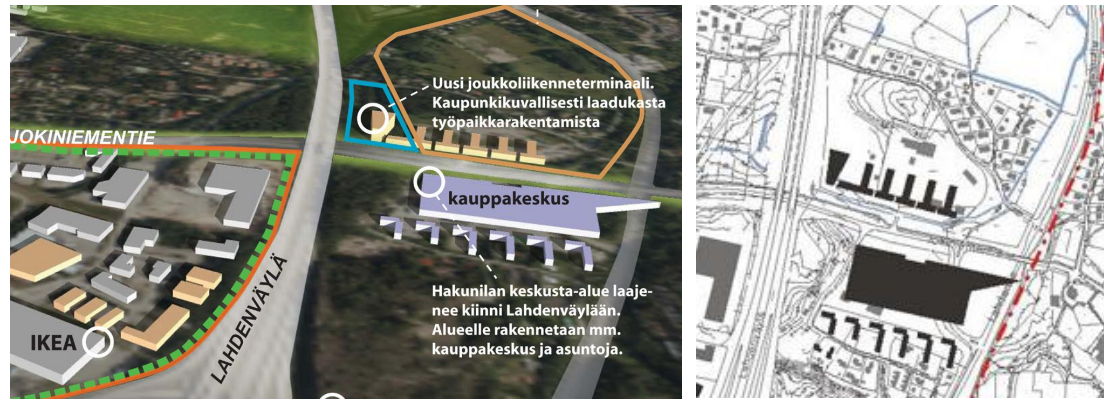 Uusi joukkoliikenneterminaali.
Kaupunkikuvallisesti laadukasta
työpaikkarakentamista
JOKINIEMENTIE
kauppakeskus
LAHDENVÄYLÄ
IKEA
Hakunilan keskusta-alue laaje-
nee kiinni Lahdenväylään.
Alueelle rakennetaan mm.
kauppakeskus ja asuntoja.